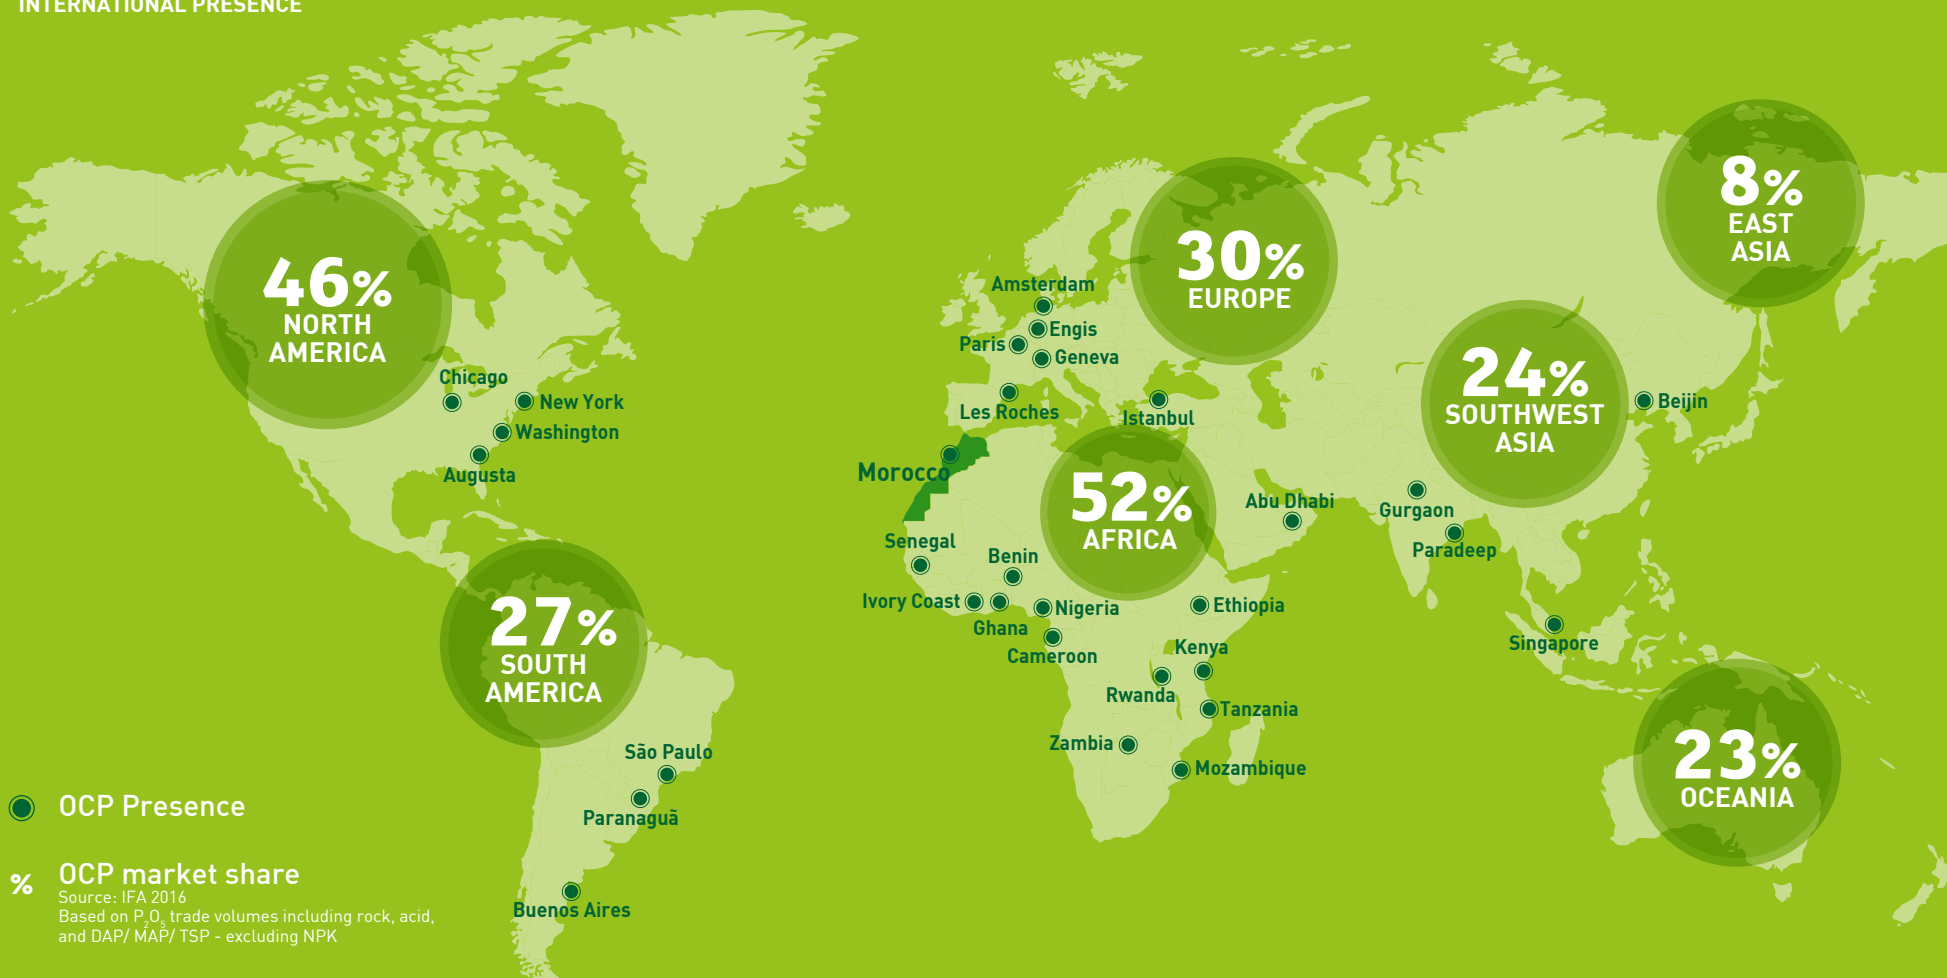 INTERNATIONAL PRESENCE
8%
EAST
ASIA
30%
EUROPE
46%
NORTH
AMERICA
Amsterdam
Engis
Paris
Geneva
24%
SOUTHWEST
ASIA
Chicago
New York
Les Roches
Istanbul
Beijin
Washington
Augusta
Morocco
52%
AFRICA
Abu Dhabi
Gurgaon
Paradeep
Senegal
Benin
Ivory Coast
Ghana
Nigeria
Cameroon
Ethiopia
Kenya
Rwanda
Tanzania
Zambia
Mozambique
Singapore
27%
SOUTH
AMERICA
23%
OCEANIA
São Paulo
Paranaguã
Buenos Aires
OCP Presence
% OCP market share
Source: IFA 2016
Based on P₂O₅ trade volumes including rock, acid,
and DAP/ MAP/ TSP - excluding NPK